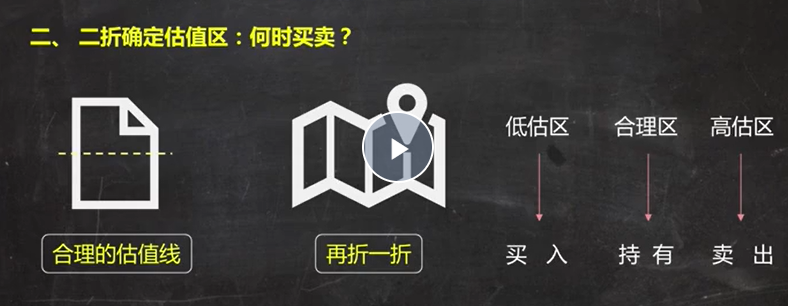 二、 二折确定估值区：何时买卖？
低估区 合理区 高估区
合理的估值线 再折一折 买 入 持 有 卖 出